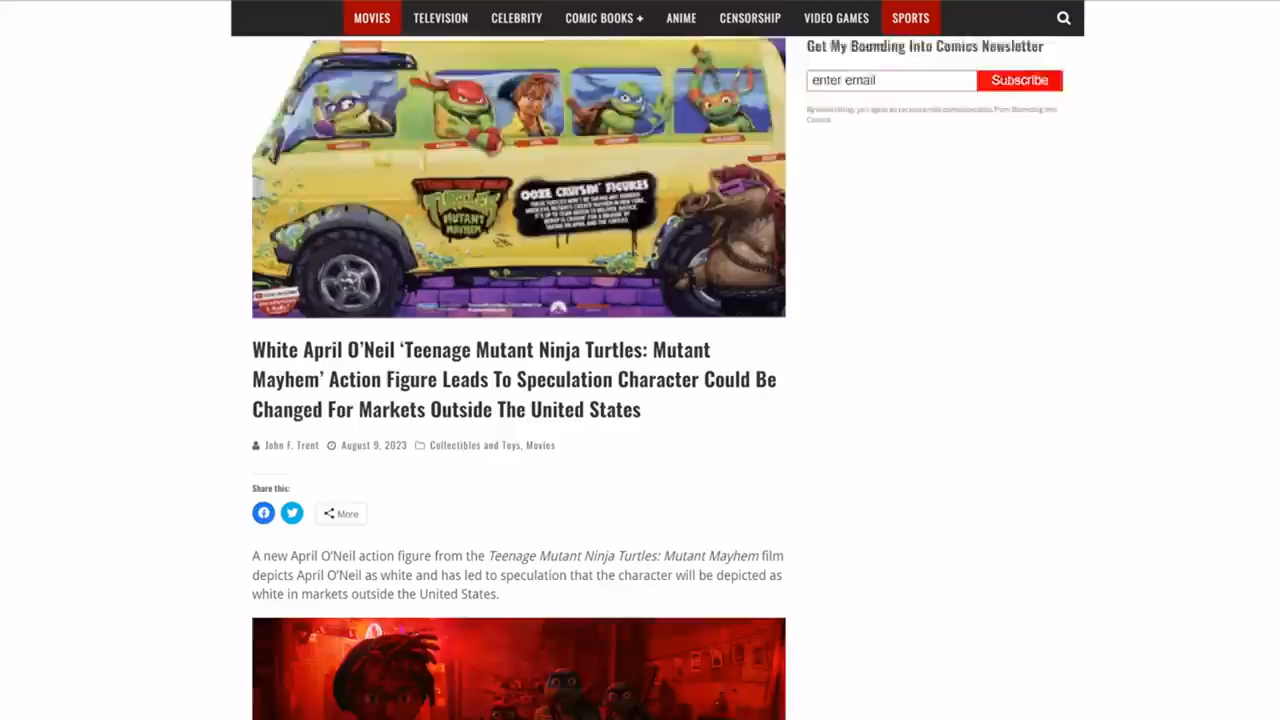 MOVIES TELEVISION CELEBRITY COMIC BOOKS + ANIME CENSORSHIP VIDEO GAMES SPORTS
Get My Bounding Into Comics Newsletter
enter email Subscribe
TURTLES
MUTANT
MAYHEM
OOZE CRUISIN' FIGURES
White April O'Neil ‘Teenage Mutant Ninja Turtles: Mutant
Mayhem’ Action Figure Leads To Speculation Character Could Be
Changed For Markets Outside The United States
John F. Trent August 9, 2023 Collectibles and Toys, Movies
Share this:
More
A new April O’Neil action figure from the Teenage Mutant Ninja Turtles: Mutant Mayhem film
depicts April O’Neil as white and has led to speculation that the character will be depicted as
white in markets outside the United States.